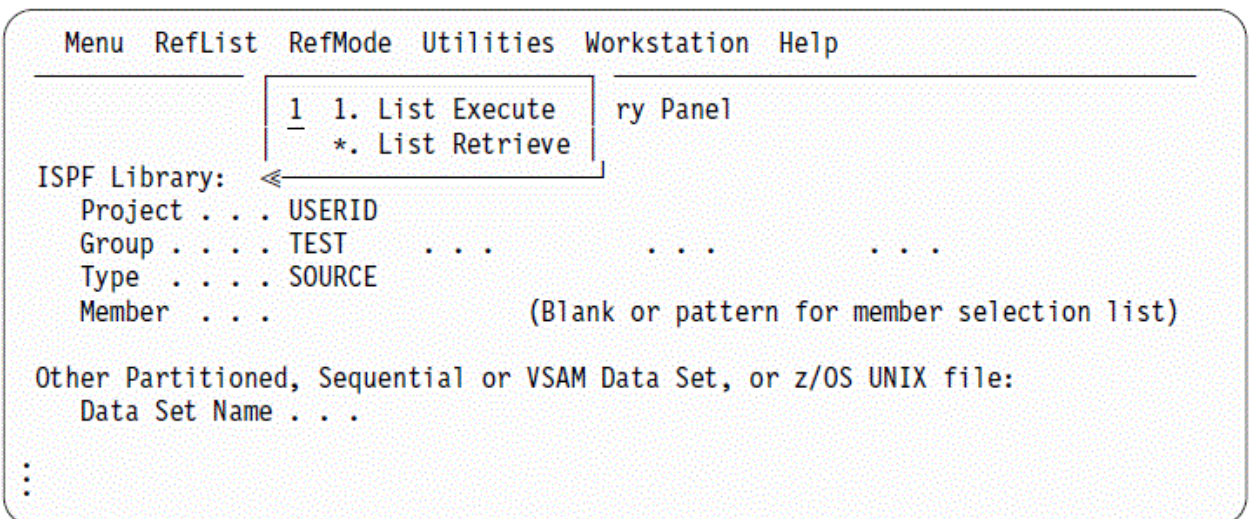 Menu RefList RefMode Utilities Workstation Help
1 1. List Execute ry Panel
*. List Retrieve
ISPF Library:
Project . . . USERID
Group . . . . TEST . . . . . . . . .
Type . . . . SOURCE
Member . . . (Blank or pattern for member selection list)
Other Partitioned, Sequential or VSAM Data Set, or z/OS UNIX file:
Data Set Name . . .